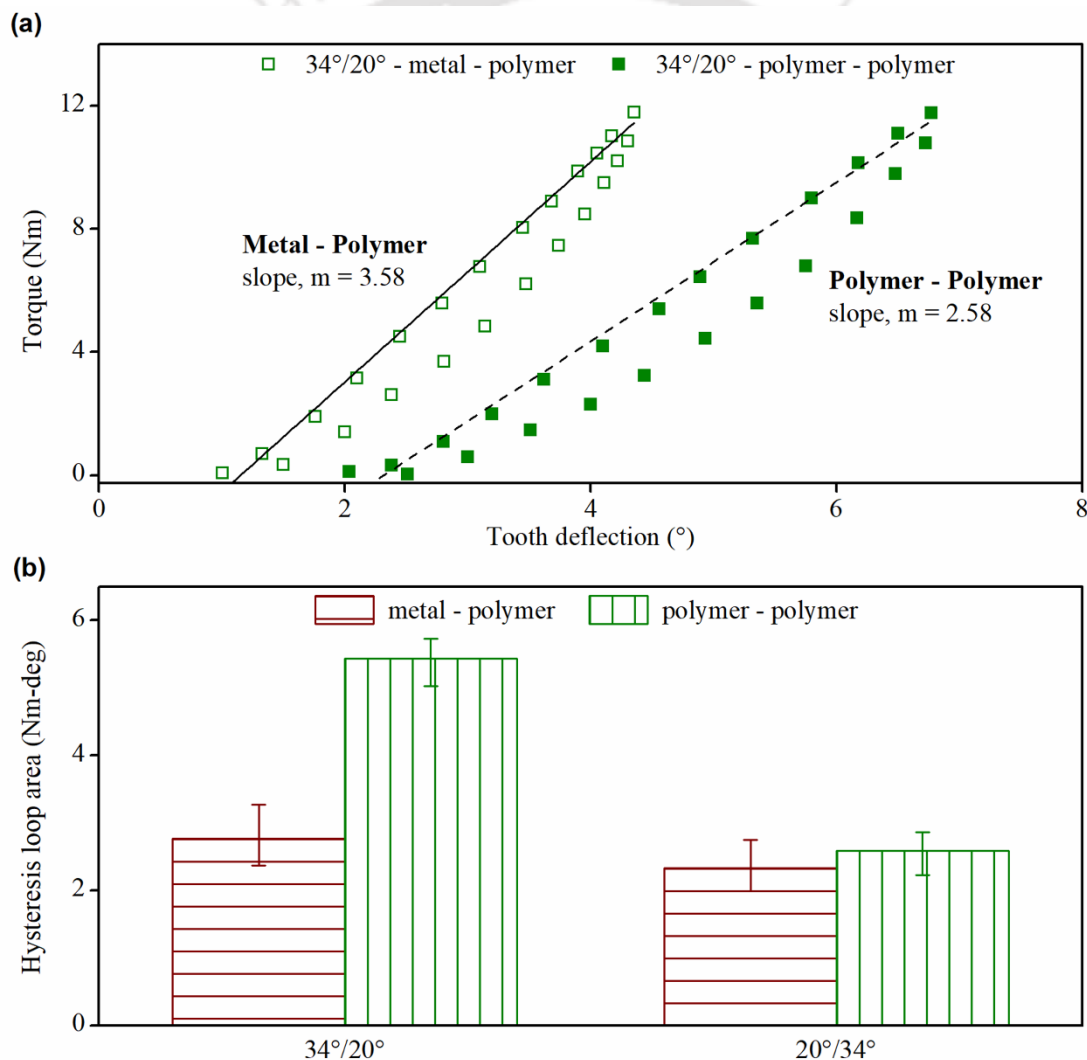 (a)
34°/20° - metal - polymer
34°/20° - polymer - polymer
12
8
4
0
Torque (Nm)
Metal - Polymer
slope, m = 3.58
Polymer - Polymer
slope, m = 2.58
0
2
4
6
8
Tooth deflection (°)
(b)
metal - polymer
polymer - polymer
6
4
2
0
Hysteresis loop area (Nm-deg)
34°/20°
20°/34°